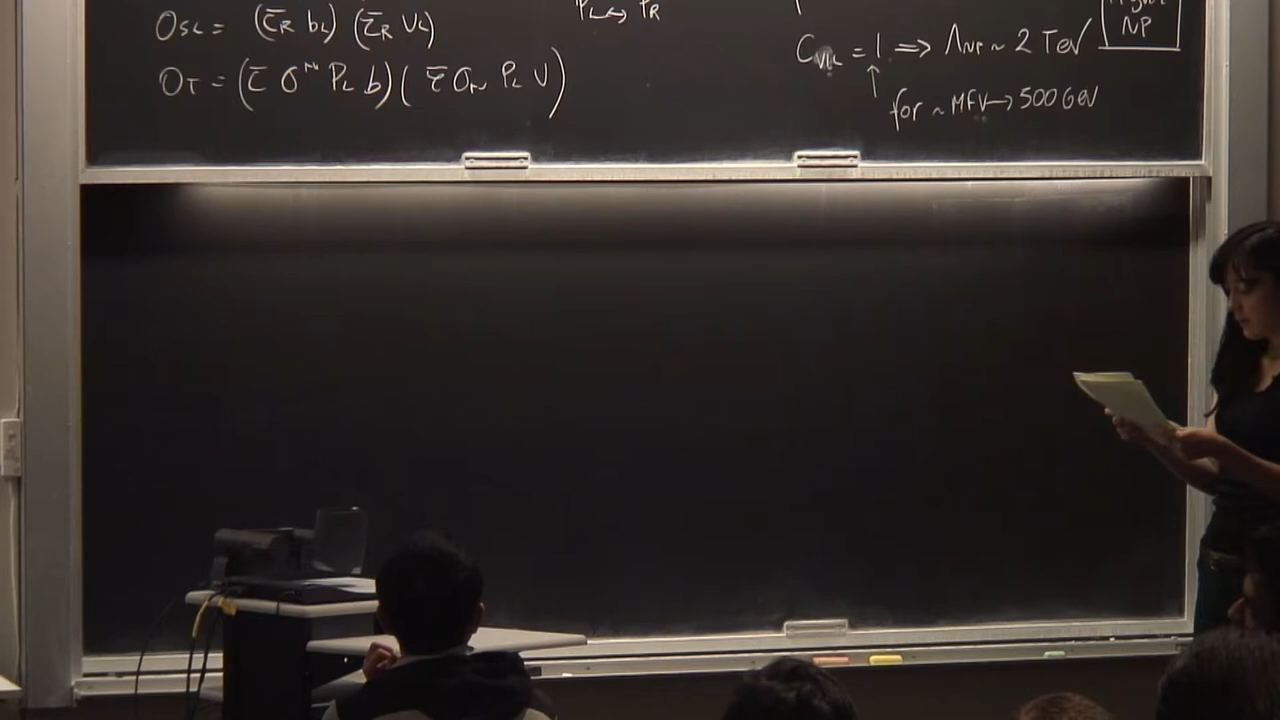 O_SL = (c̄_R b_L) (τ̄_R ν_L)
O_T = (c̄ σ^μν P_L b) (τ̄ σ_μν P_L ν)
P_L ↔ P_R
C_VL = 1 ⇒ Λ_NP ~ 2 TeV
NP
↑
for ~ MFV → 500 GeV